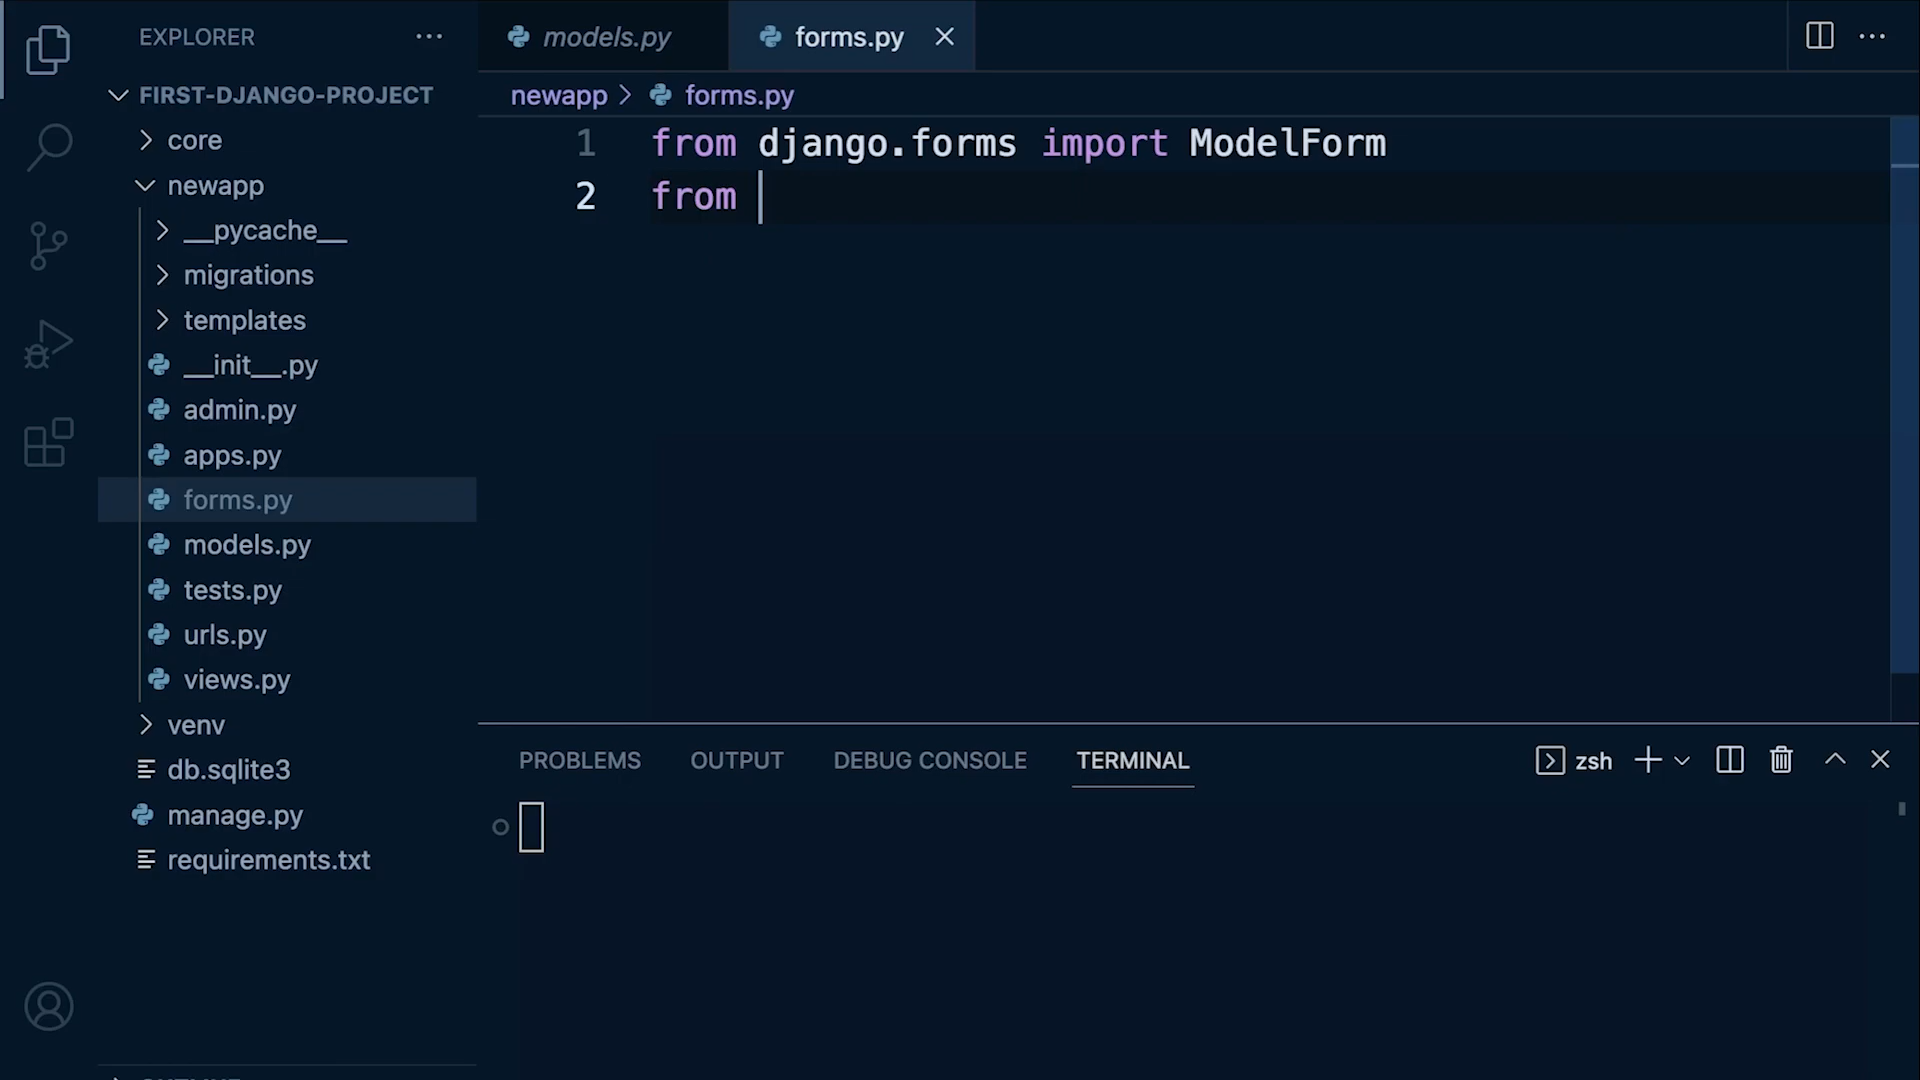 EXPLORER
FIRST-DJANGO-PROJECT
core
newapp
__pycache__
migrations
templates
__init__.py
admin.py
apps.py
forms.py
models.py
tests.py
urls.py
views.py
venv
db.sqlite3
manage.py
requirements.txt
models.py
forms.py
newapp > forms.py
1 from django.forms import ModelForm
2 from
PROBLEMS OUTPUT DEBUG CONSOLE TERMINAL
zsh